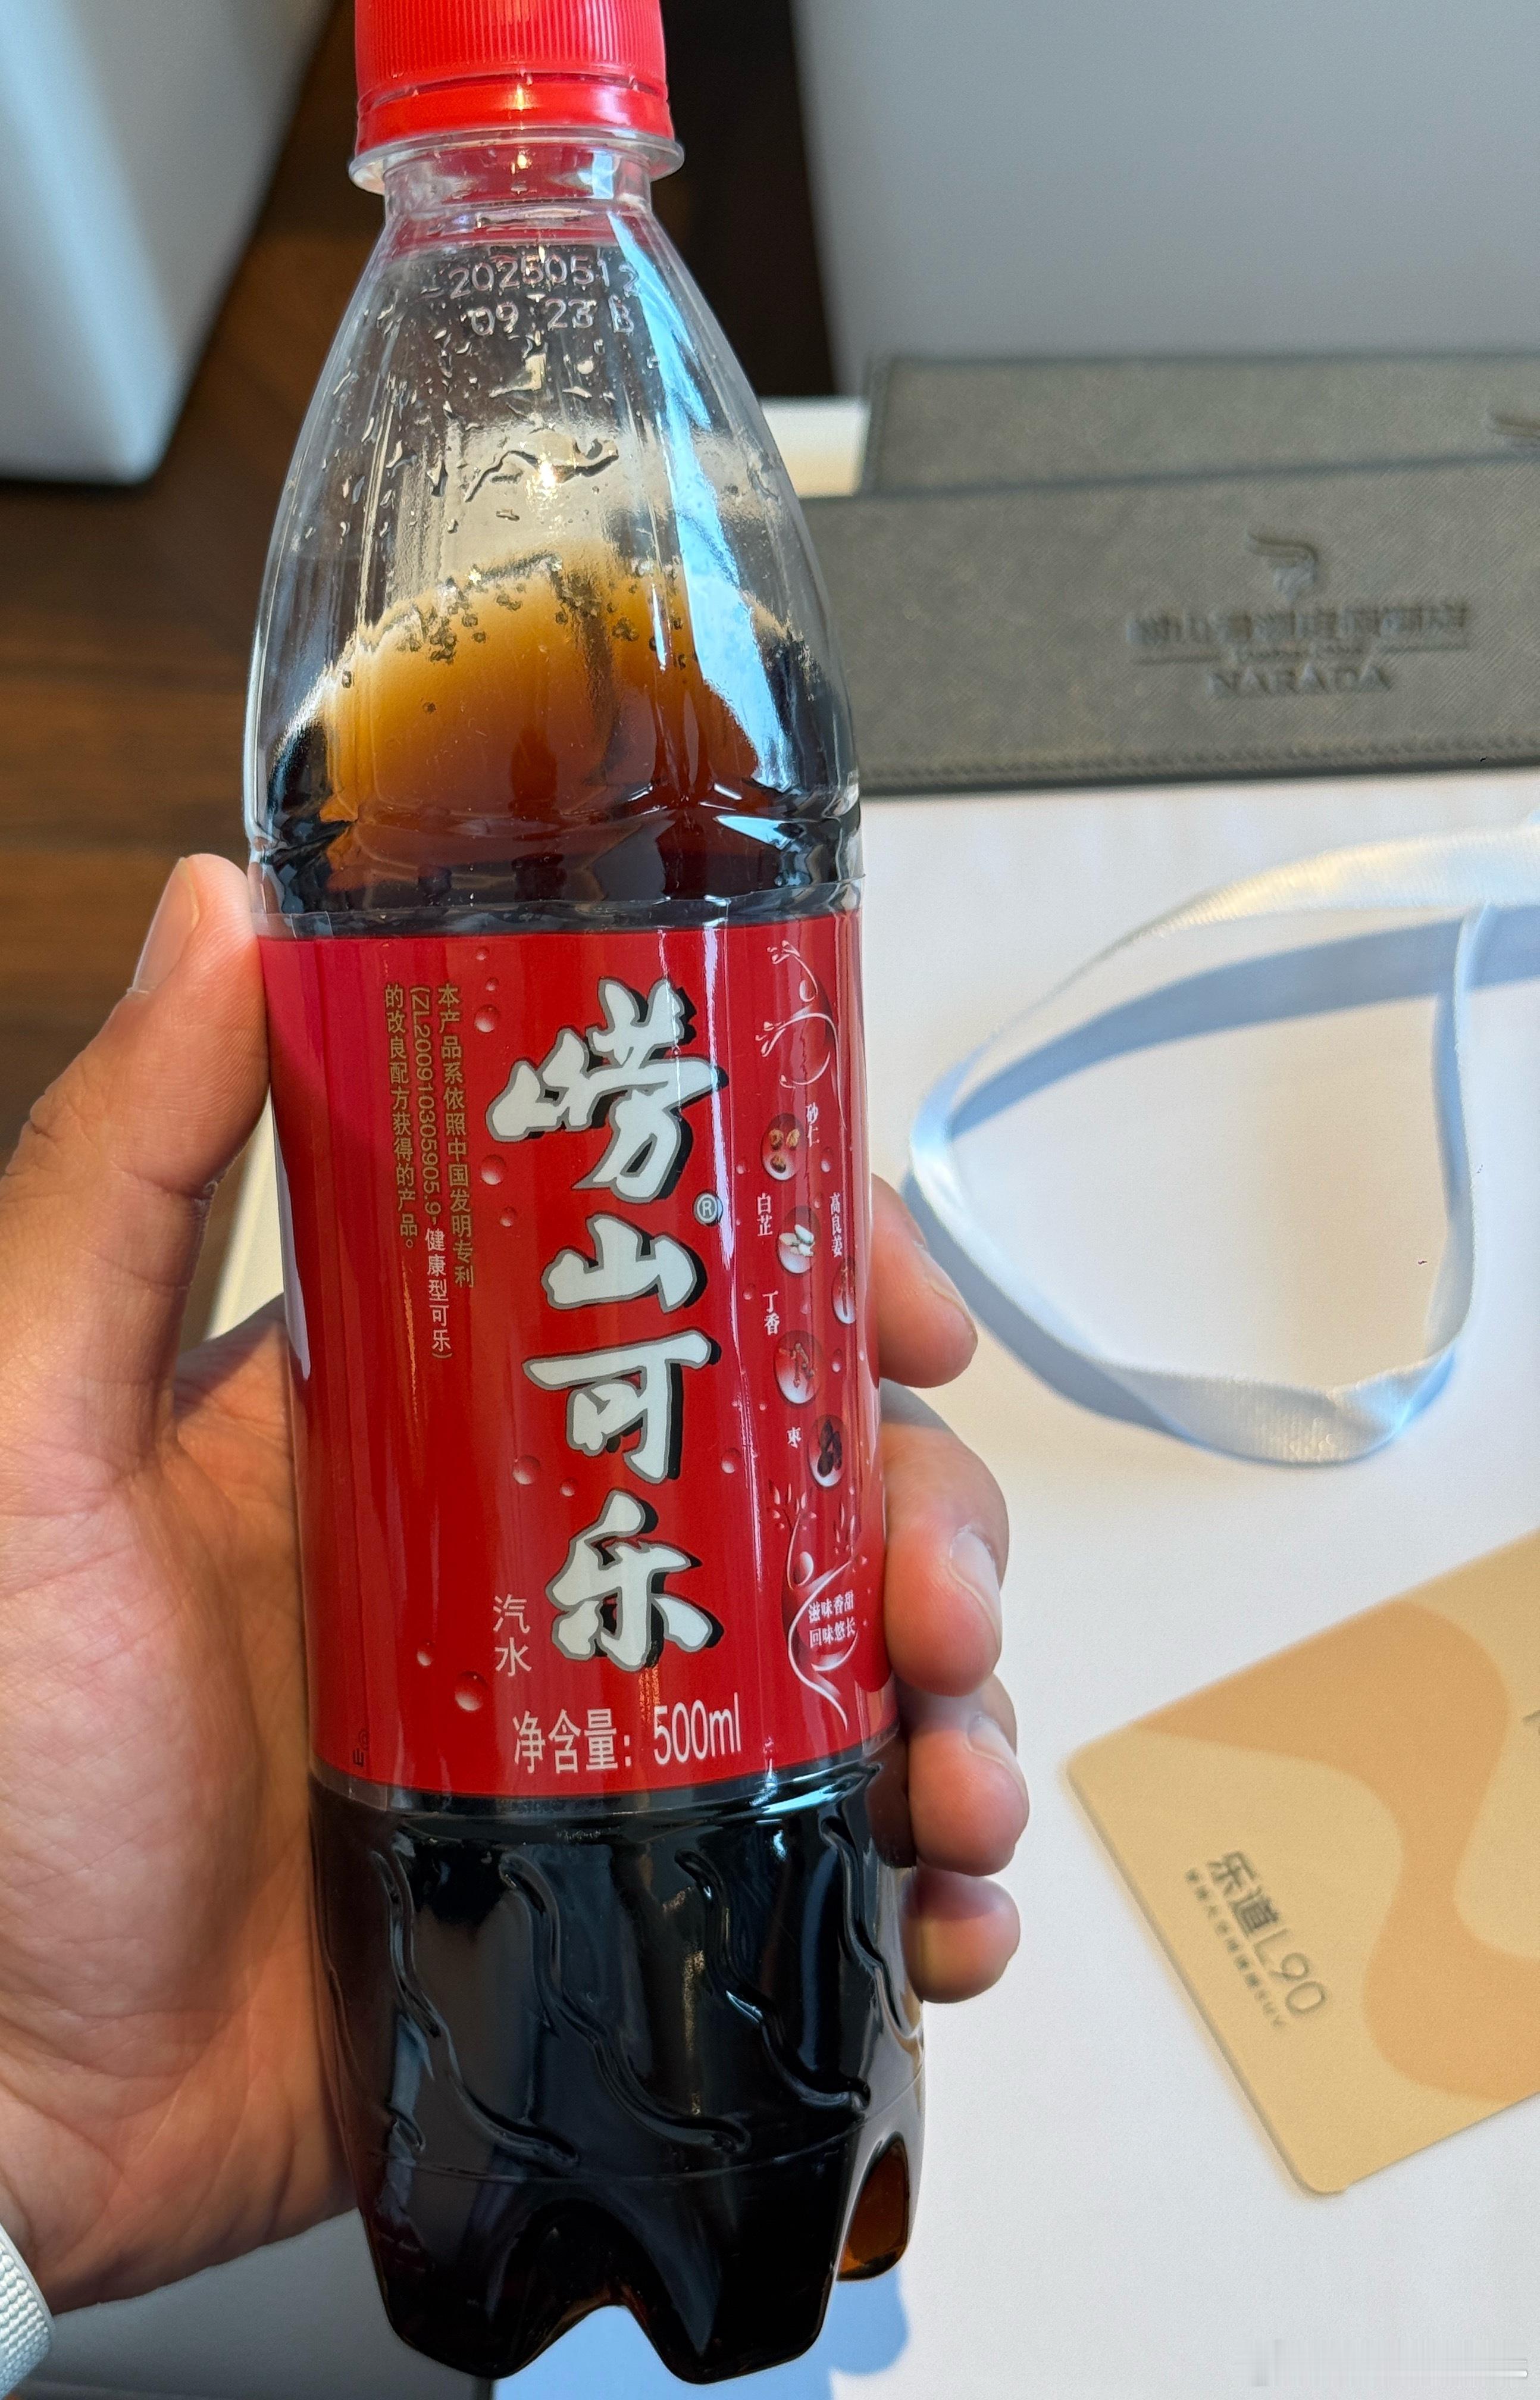 20250512
09 23 B
本产品系依照中国发明专利
(ZL200910305905.9-健康型可乐)
的改良配方获得的产品。
崂山可乐
®
汽水
净含量：500ml
砂仁
白芷
高良姜
丁香
枣
滋味香甜
回味悠长
NARADA
乐道L90